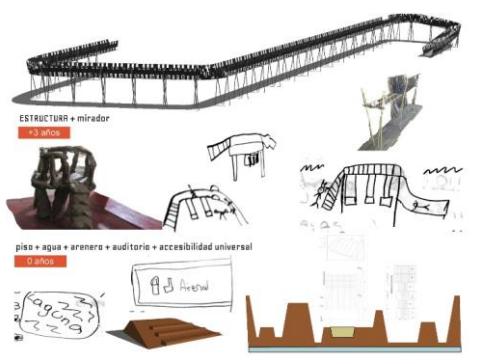 ESTRUCTURA + mirador
+3 años
piso + agua + arenero + auditorio + accesibilidad universal
0 años
Laguna
Arenal